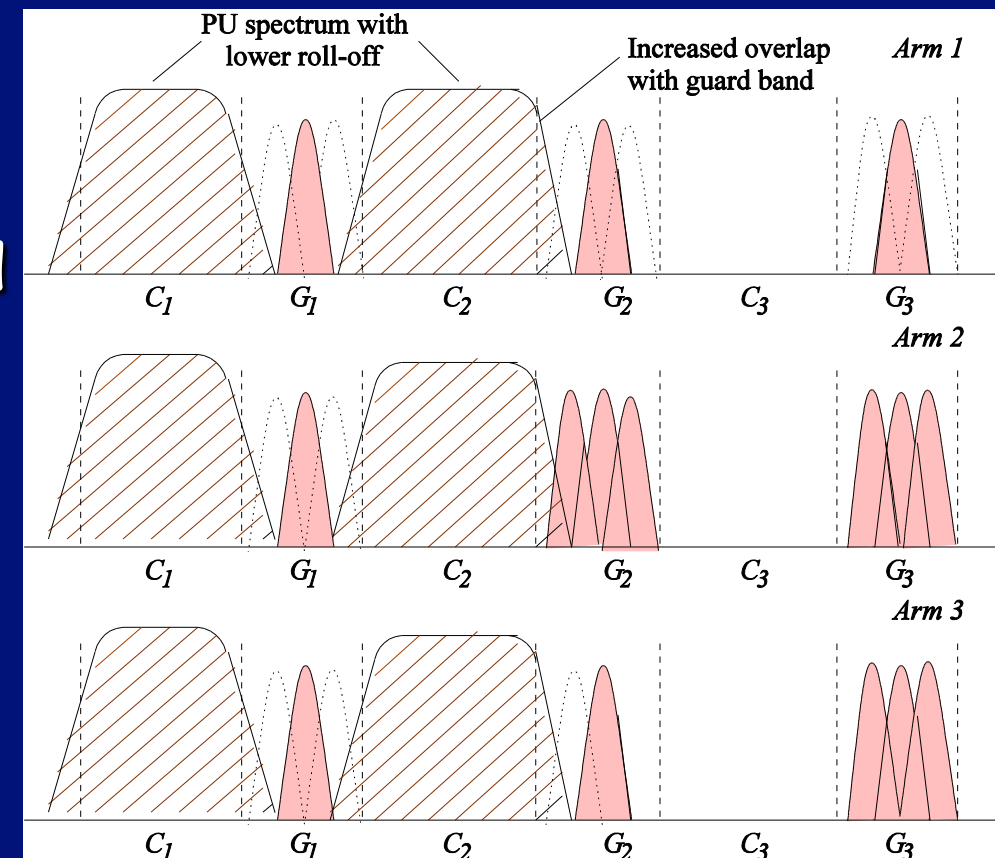 PU spectrum with
lower roll-off
Increased overlap
with guard band
Arm 1
C1 G1 C2 G2 C3 G3
Arm 2
C1 G1 C2 G2 C3 G3
Arm 3
C1 G1 C2 G2 C3 G3